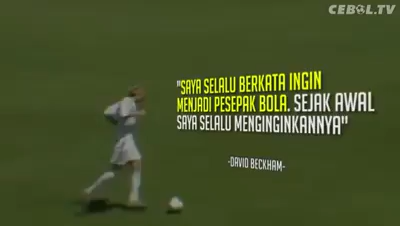 CEBOL.TV
"SAYA SELALU BERKATA INGIN
MENJADI PESEPAK BOLA. SEJAK AWAL
SAYA SELALU MENGINGINKANNYA"
-DAVID BECKHAM-